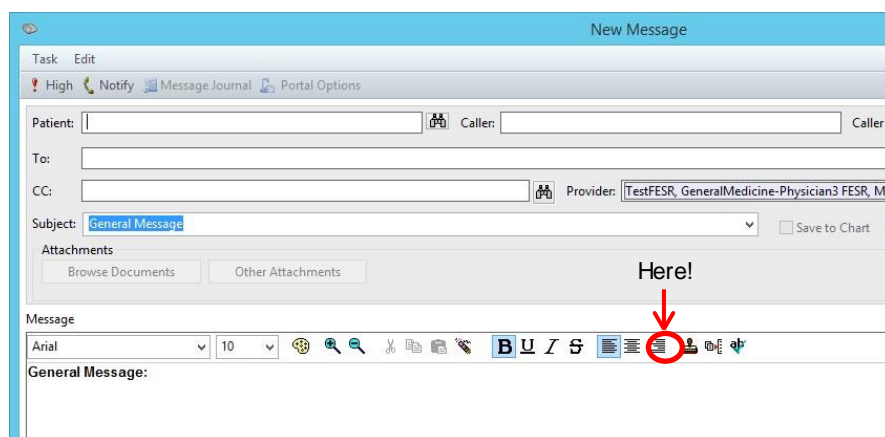 New Message
Task Edit
High Notify Message Journal Portal Options
Patient: Caller: Caller
To:
CC: Provider: TestFESR, GeneralMedicine-Physician3 FESR, M
Subject: General Message Save to Chart
Attachments
Browse Documents Other Attachments
Here!
Message
Arial 10 B U I S
General Message: